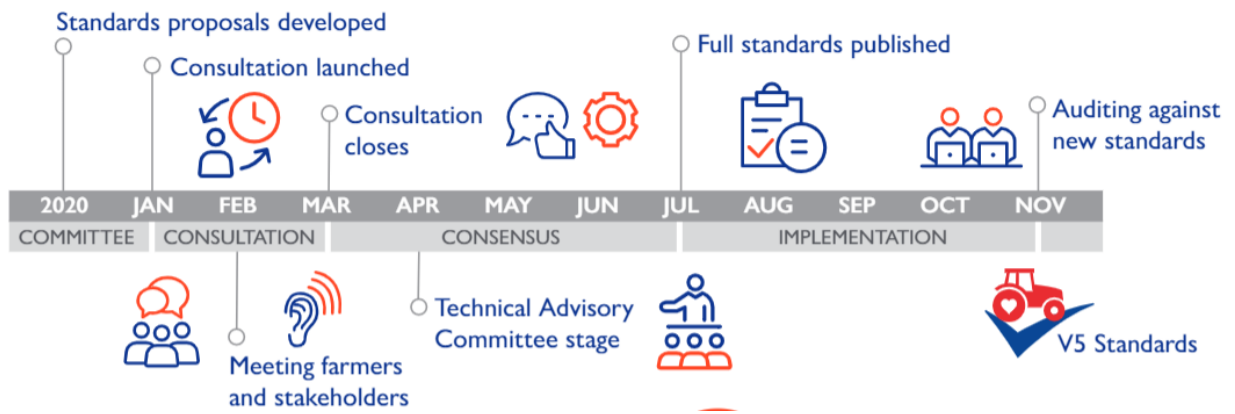 Standards proposals developed
Consultation launched
Consultation
closes
Full standards published
Auditing against
new standards
2020 JAN FEB MAR APR MAY JUN JUL AUG SEP OCT NOV
COMMITTEE CONSULTATION CONSENSUS IMPLEMENTATION
Meeting farmers
and stakeholders
Technical Advisory
Committee stage
V5 Standards